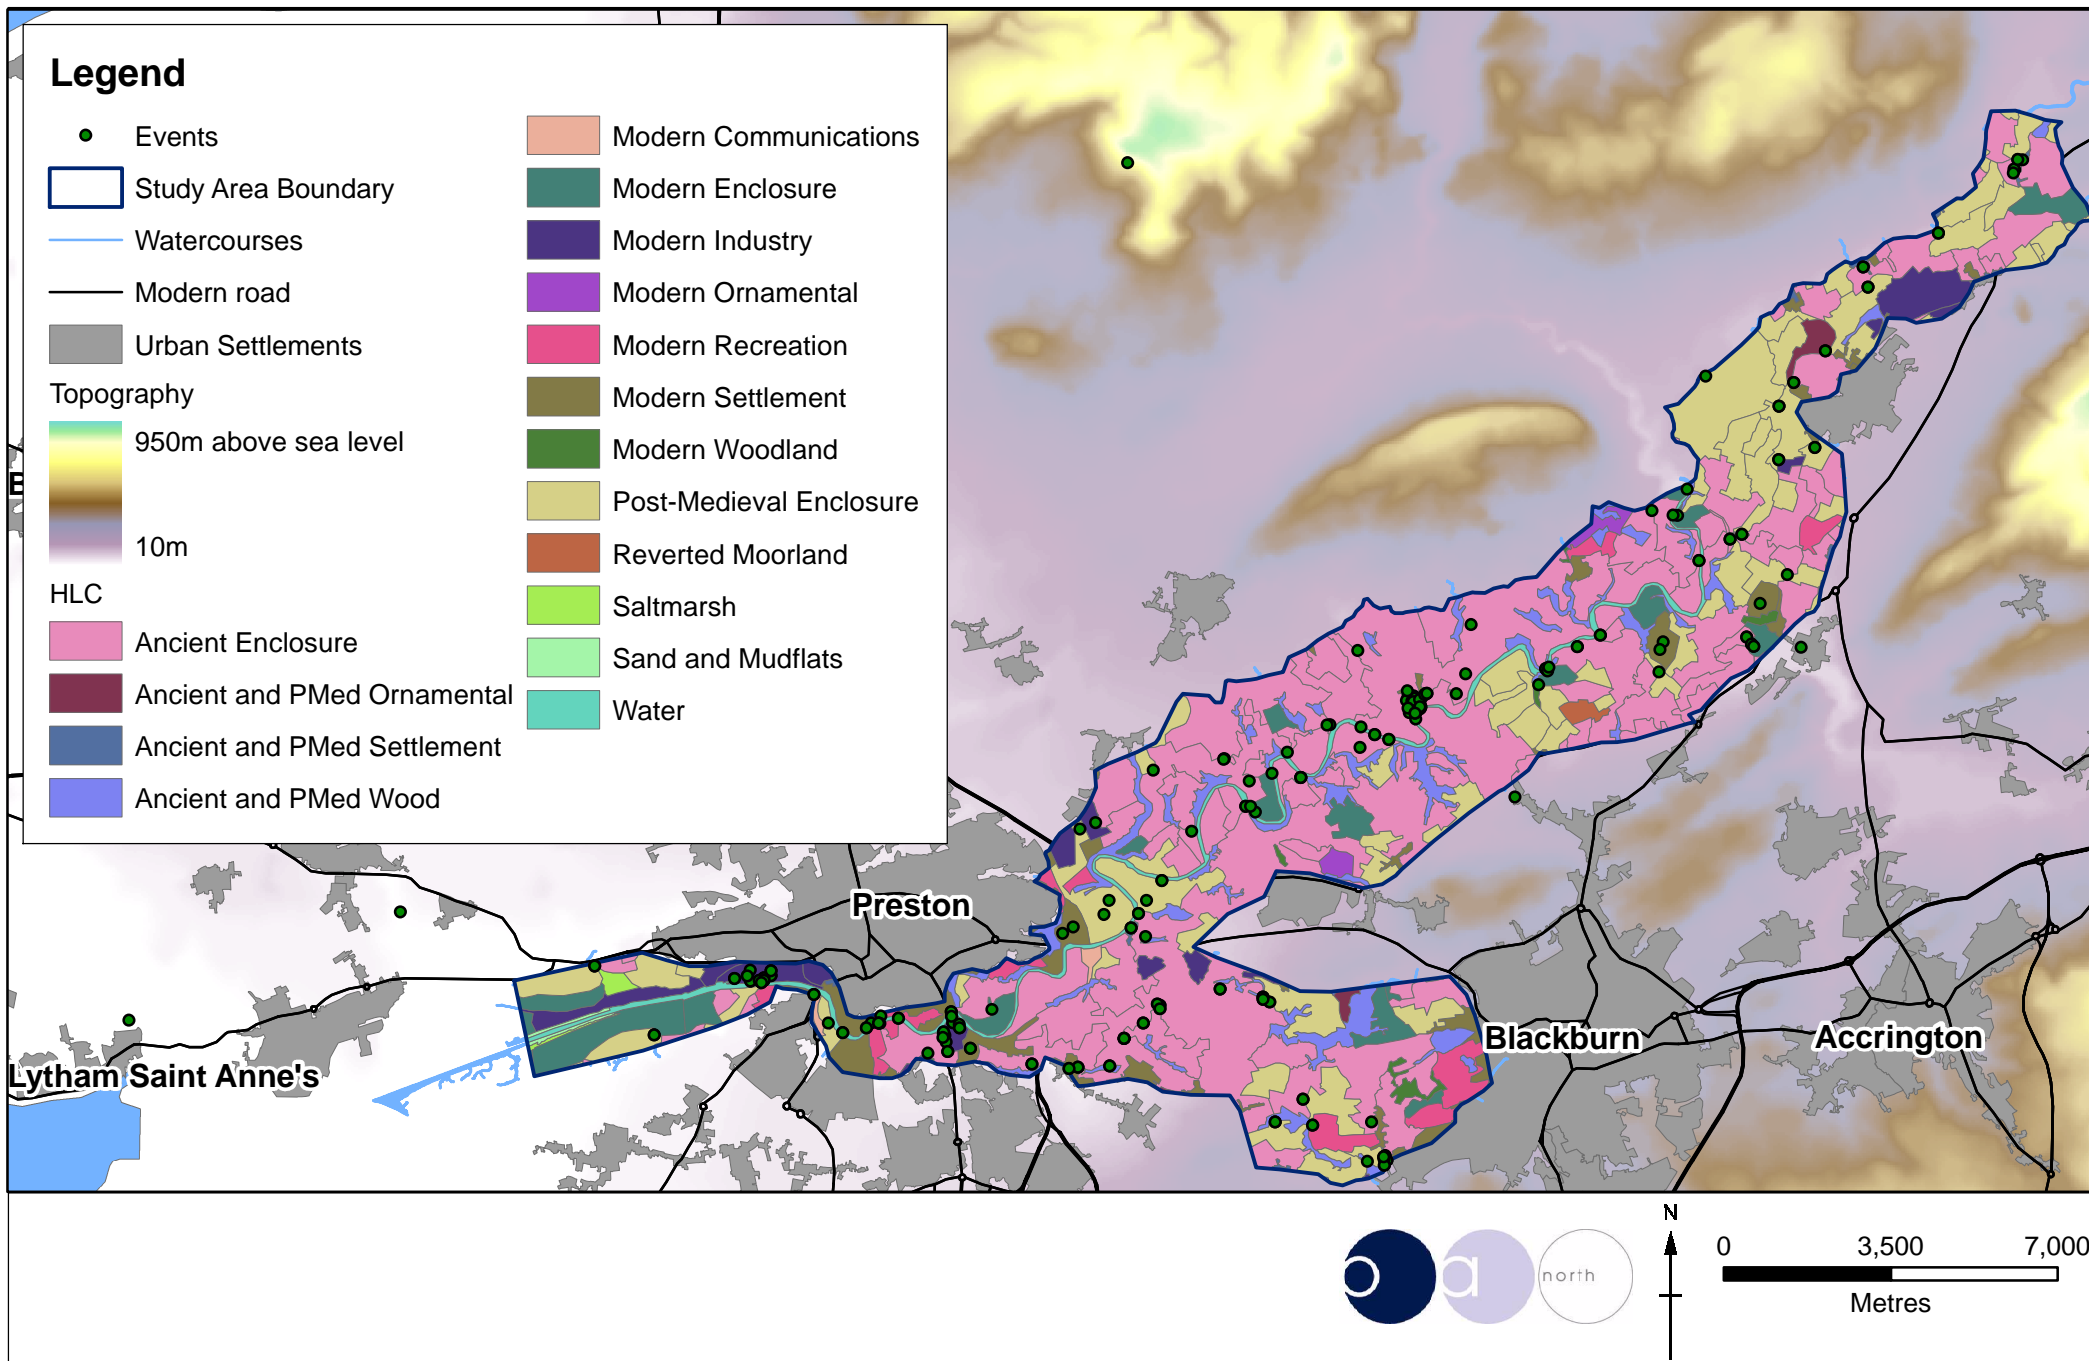 Legend
Events
Study Area Boundary
Watercourses
Modern road
Urban Settlements
Topography
950m above sea level
10m
HLC
Ancient Enclosure
Ancient and PMed Ornamental
Ancient and PMed Settlement
Ancient and PMed Wood
Modern Communications
Modern Enclosure
Modern Industry
Modern Ornamental
Modern Recreation
Modern Settlement
Modern Woodland
Post-Medieval Enclosure
Reverted Moorland
Saltmarsh
Sand and Mudflats
Water
B
Preston
Blackburn
Accrington
Lytham Saint Anne's
oa north
N
0 3,500 7,000
Metres